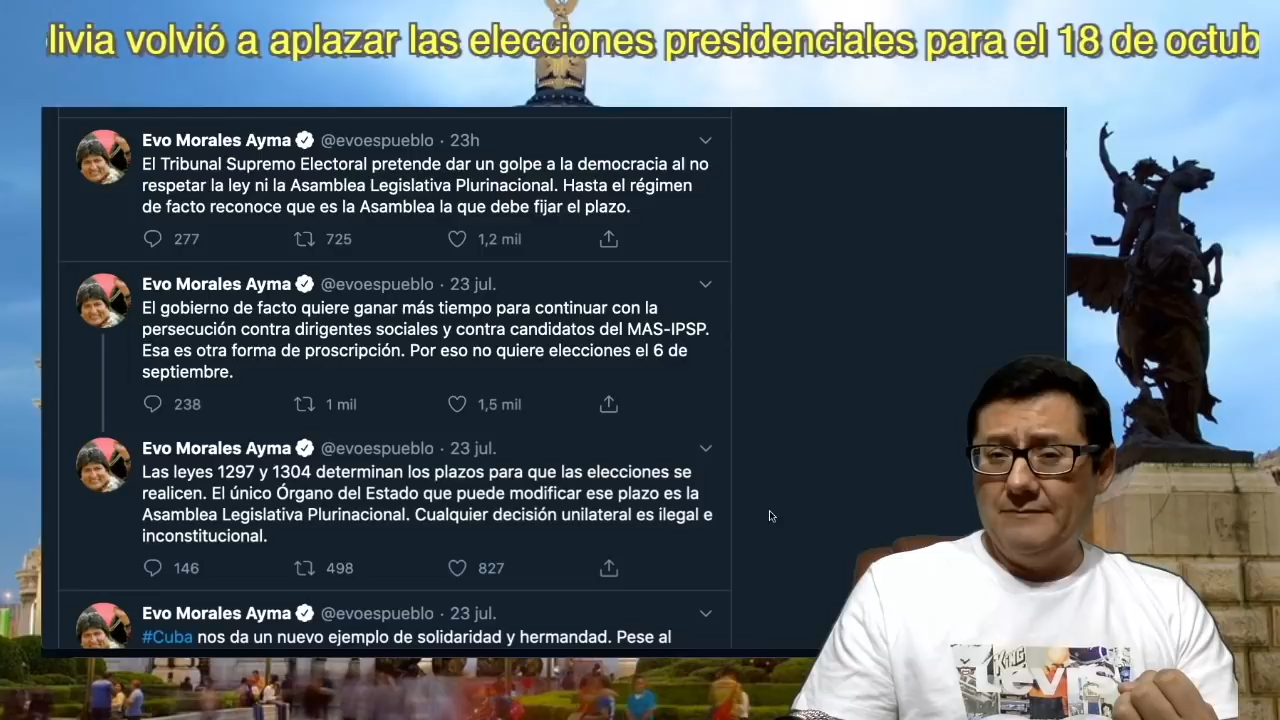 livia volvió a aplazar las elecciones presidenciales para el 18 de octub
Evo Morales Ayma @evoespueblo · 23h
El Tribunal Supremo Electoral pretende dar un golpe a la democracia al no
respetar la ley ni la Asamblea Legislativa Plurinacional. Hasta el régimen
de facto reconoce que es la Asamblea la que debe fijar el plazo.
277 725 1,2 mil
Evo Morales Ayma @evoespueblo · 23 jul.
El gobierno de facto quiere ganar más tiempo para continuar con la
persecución contra dirigentes sociales y contra candidatos del MAS-IPSP.
Esa es otra forma de proscripción. Por eso no quiere elecciones el 6 de
septiembre.
238 1 mil 1,5 mil
Evo Morales Ayma @evoespueblo · 23 jul.
Las leyes 1297 y 1304 determinan los plazos para que las elecciones se
realicen. El único Órgano del Estado que puede modificar ese plazo es la
Asamblea Legislativa Plurinacional. Cualquier decisión unilateral es ilegal e
inconstitucional.
146 498 827
Evo Morales Ayma @evoespueblo · 23 jul.
#Cuba nos da un nuevo ejemplo de solidaridad y hermandad. Pese al
KING
Levi's